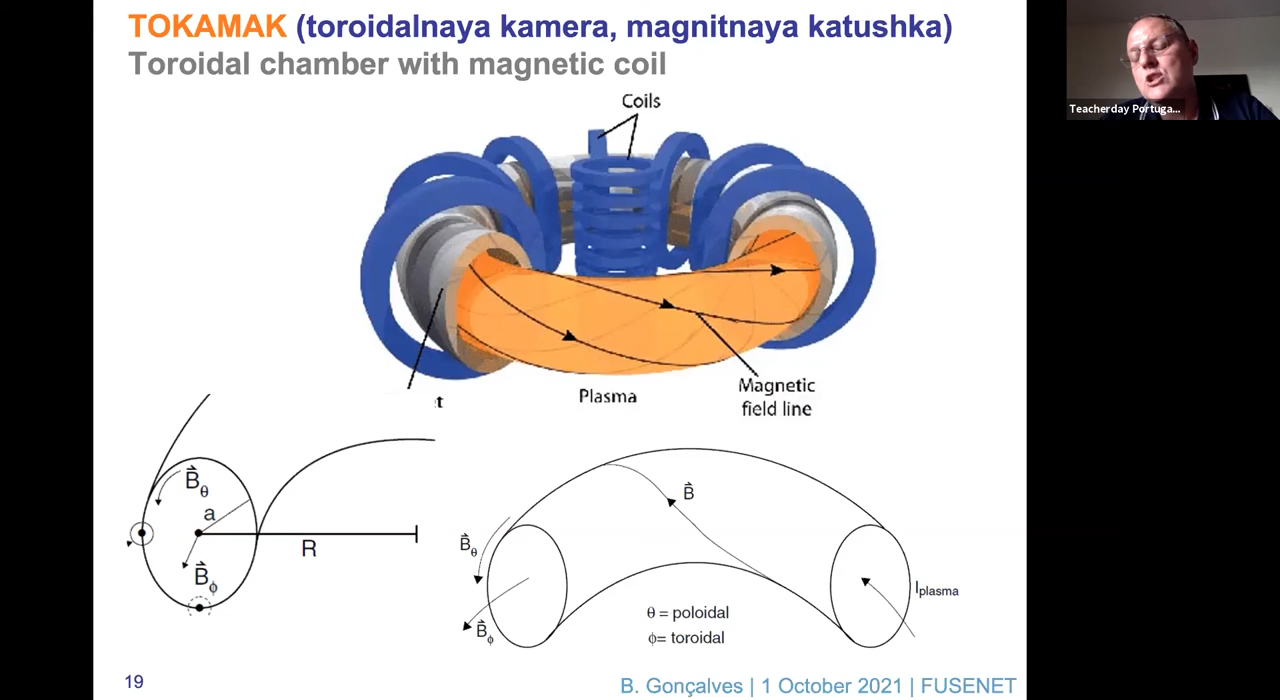 TOKAMAK (toroidalnaya kamera, magnitnaya katushka)
Toroidal chamber with magnetic coil
Teacherday Portuga...
Coils
Plasma
Magnetic
field line
t
B⃗θ
a
R
B⃗ϕ
B⃗
B⃗θ
B⃗ϕ
Iplasma
θ = poloidal
ϕ= toroidal
19
B. Gonçalves | 1 October 2021 | FUSENET